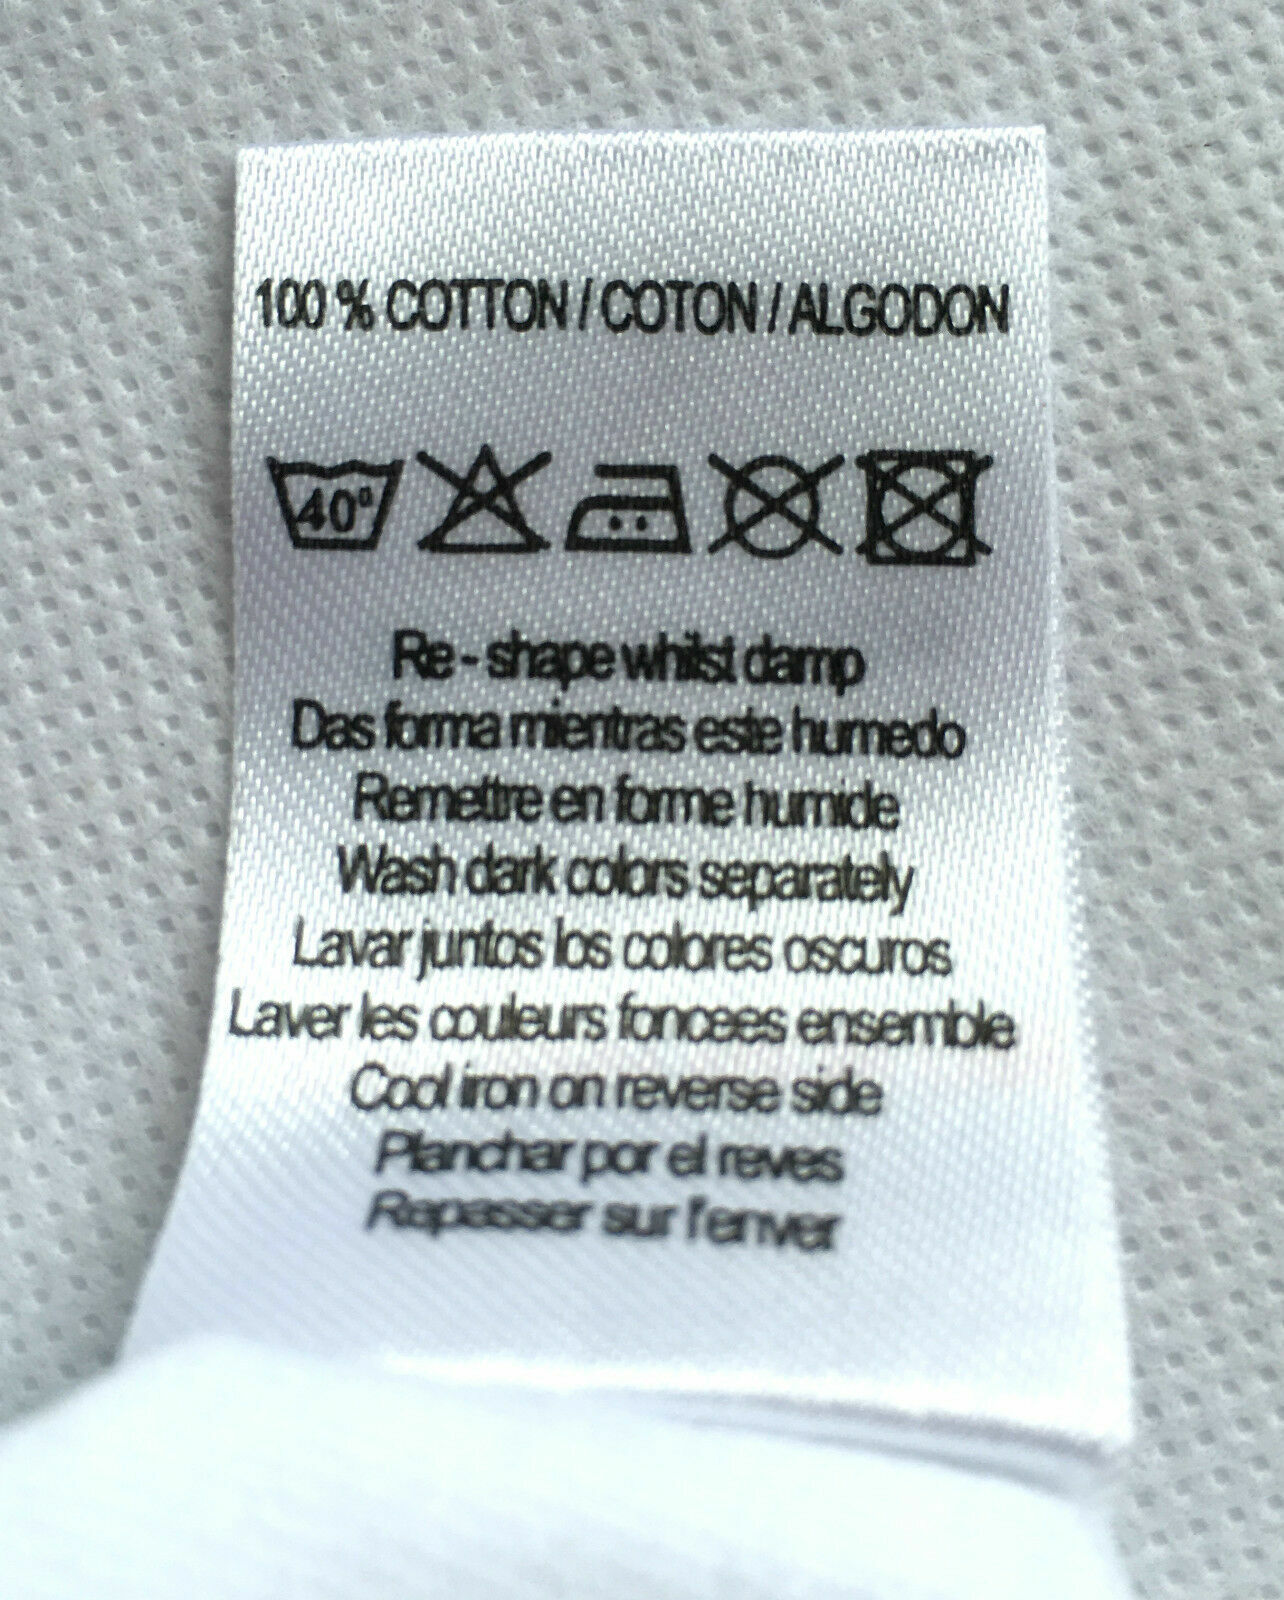 100 % COTTON / COTON / ALGODON
40°
Re - shape whilst damp
Das forma mientras este humedo
Remettre en forme humide
Wash dark colors separately
Lavar juntos los colores oscuros
Laver les couleurs foncees ensemble
Cool iron on reverse side
Planchar por el reves
Repasser sur l'enver